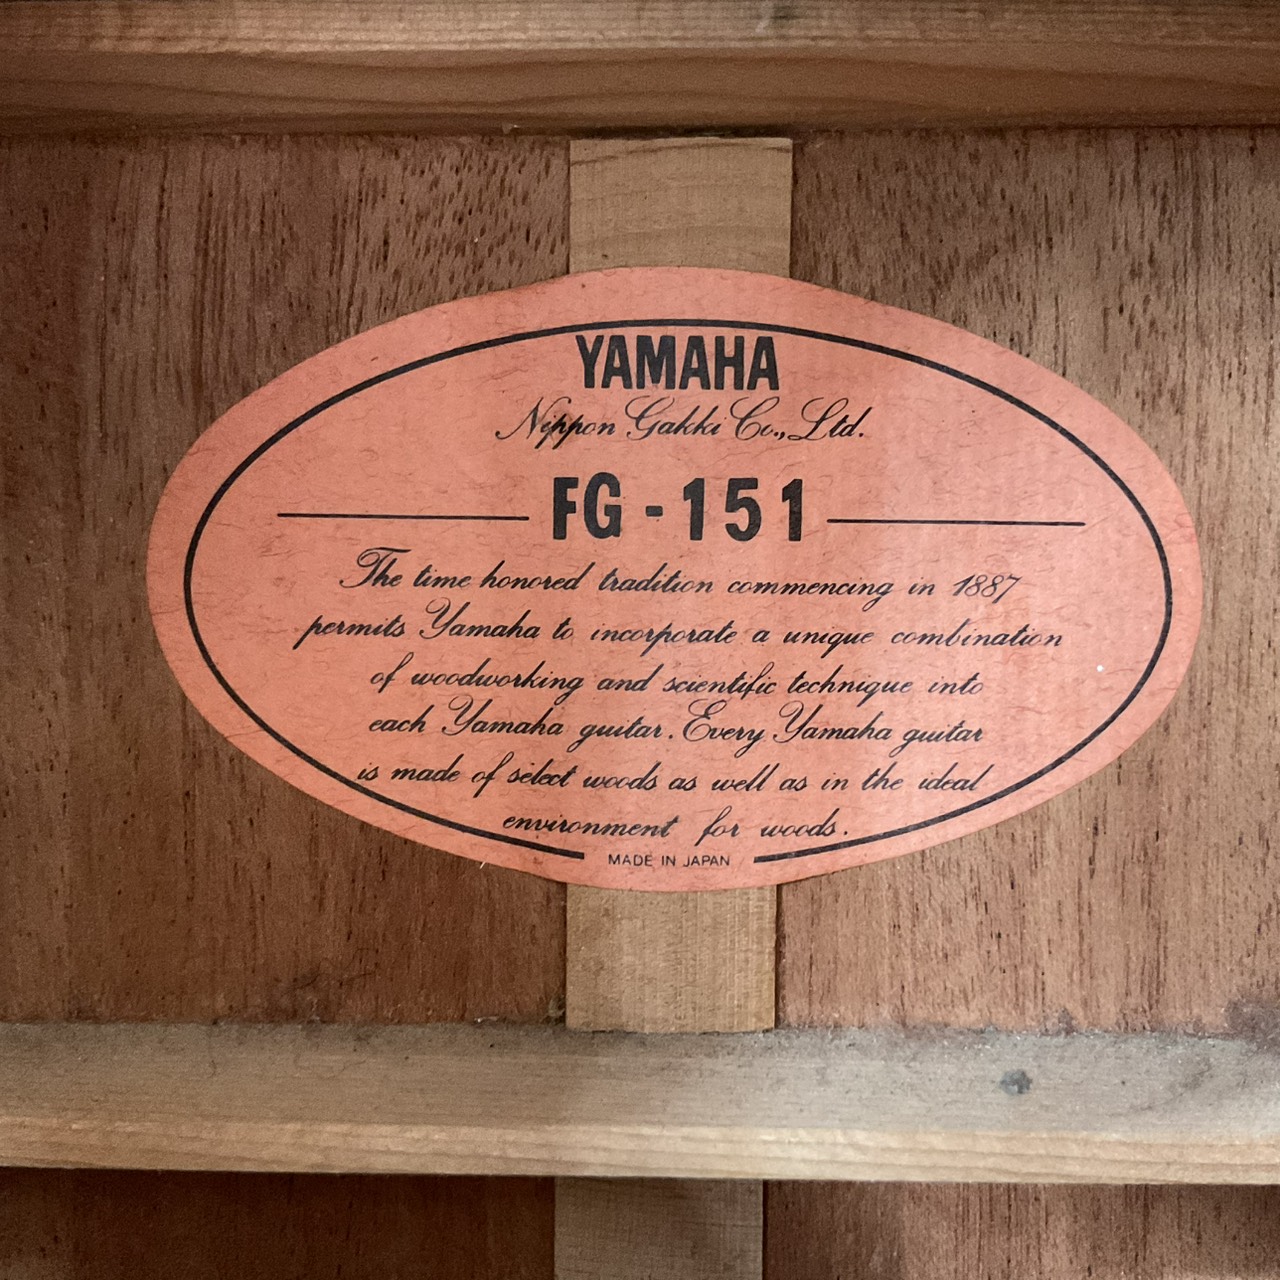 YAMAHA
Nippon Gakki Co., Ltd.
FG-151
The time honored tradition commencing in 1887
permits Yamaha to incorporate a unique combination
of woodworking and scientific technique into
each Yamaha guitar. Every Yamaha guitar
is made of select woods as well as in the ideal
environment for woods.
MADE IN JAPAN